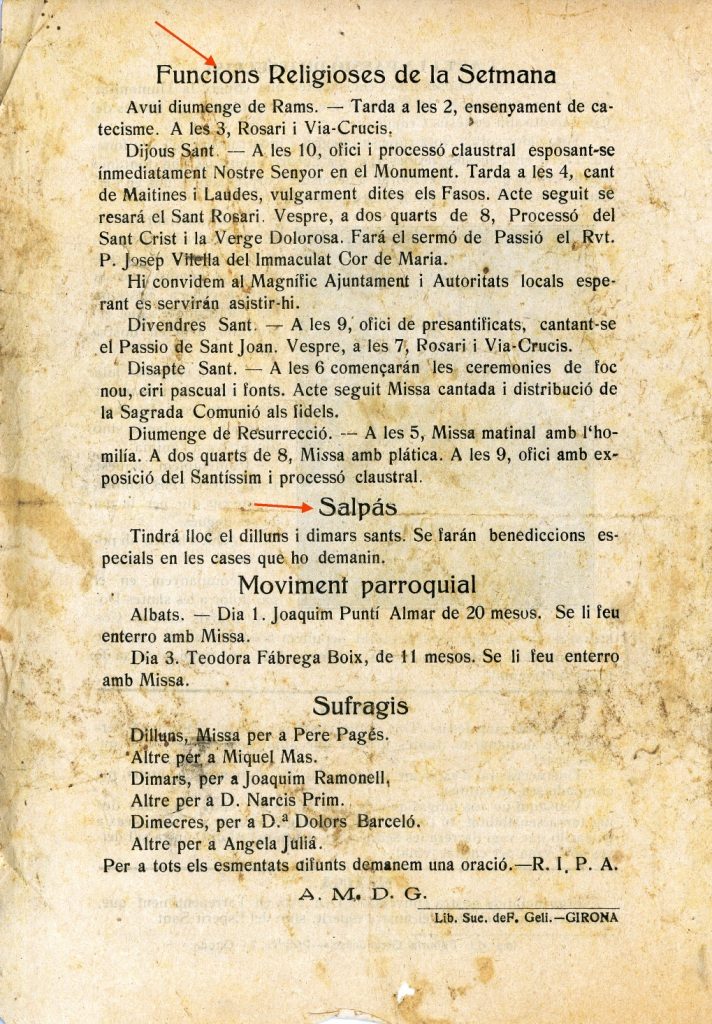 Funcions Religioses de la Setmana
Avui diumenge de Rams. — Tarda a les 2, ensenyament de ca-
tecisme. A les 3, Rosari i Via-Crucis.
Dijous Sant. — A les 10, ofici i processó claustral esposant-se
inmediatament Nostre Senyor en el Monument. Tarda a les 4, cant
de Maitines i Laudes, vulgarment dites els Fasos. Acte seguit se
resará el Sant Rosari. Vespre, a dos quarts de 8, Processó del
Sant Crist i la Verge Dolorosa. Fará el sermó de Passió el Rvt.
P. Josep Vilella del Immaculat Cor de Maria.
Hi convidem al Magnífic Ajuntament i Autoritats locals espe-
rant es servirán asistir-hi.
Divendres Sant. — A les 9, ofici de presantificats, cantant-se
el Passio de Sant Joan. Vespre, a les 7, Rosari i Via-Crucis.
Disapte Sant. — A les 6 començarán les ceremonies de foc
nou, ciri pascual i fonts. Acte seguit Missa cantada i distribució de
la Sagrada Comunió als fidels.
Diumenge de Resurrecció. — A les 5, Missa matinal amb l'ho-
milía. A dos quarts de 8, Missa amb plática. A les 9, ofici amb ex-
posició del Santíssim i processó claustral.
Salpás
Tindrá lloc el dilluns i dimars sants. Se farán benediccions es-
pecials en les cases que ho demanin.
Moviment parroquial
Albats. — Dia 1. Joaquim Puntí Almar de 20 mesos. Se li feu
enterro amb Missa.
Dia 3. Teodora Fábrega Boix, de 11 mesos. Se li feu enterro
amb Missa.
Sufragis
Dilluns, Missa per a Pere Pagés.
Altre per a Miquel Mas.
Dimars, per a Joaquim Ramonell,
Altre per a D. Narcis Prim.
Dimecres, per a D.ª Dolors Barceló.
Altre per a Angela Juliá.
Per a tots els esmentats difunts demanem una oració.—R. I. P. A.
A. M. D. G.
Lib. Suc. de F. Geli.—GIRONA